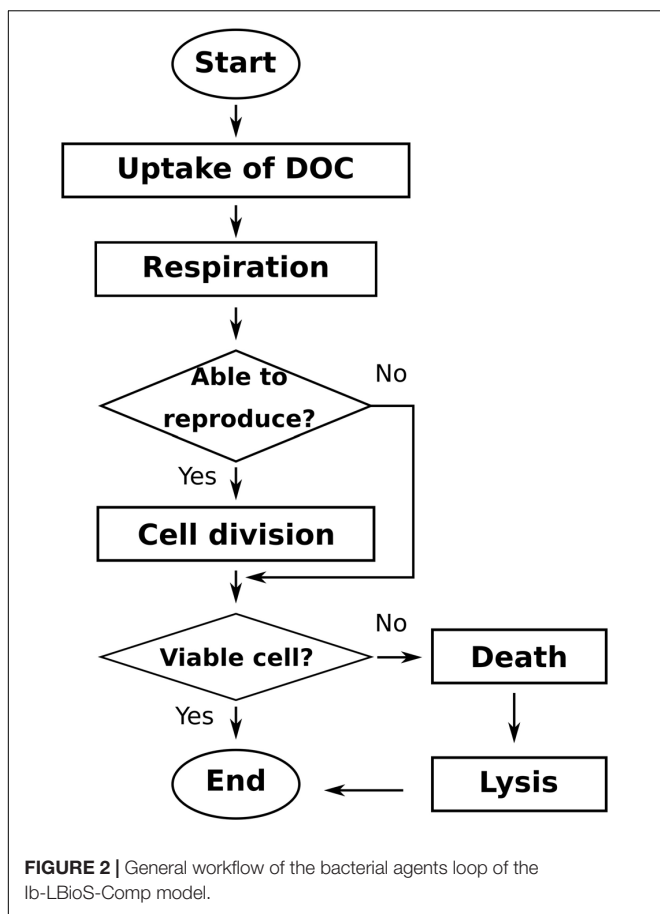 Start
Uptake of DOC
Respiration
Able to
reproduce?
No
Yes
Cell division
Viable cell?
No
Death
Yes
End
Lysis
FIGURE 2 | General workflow of the bacterial agents loop of the
Ib-LBioS-Comp model.